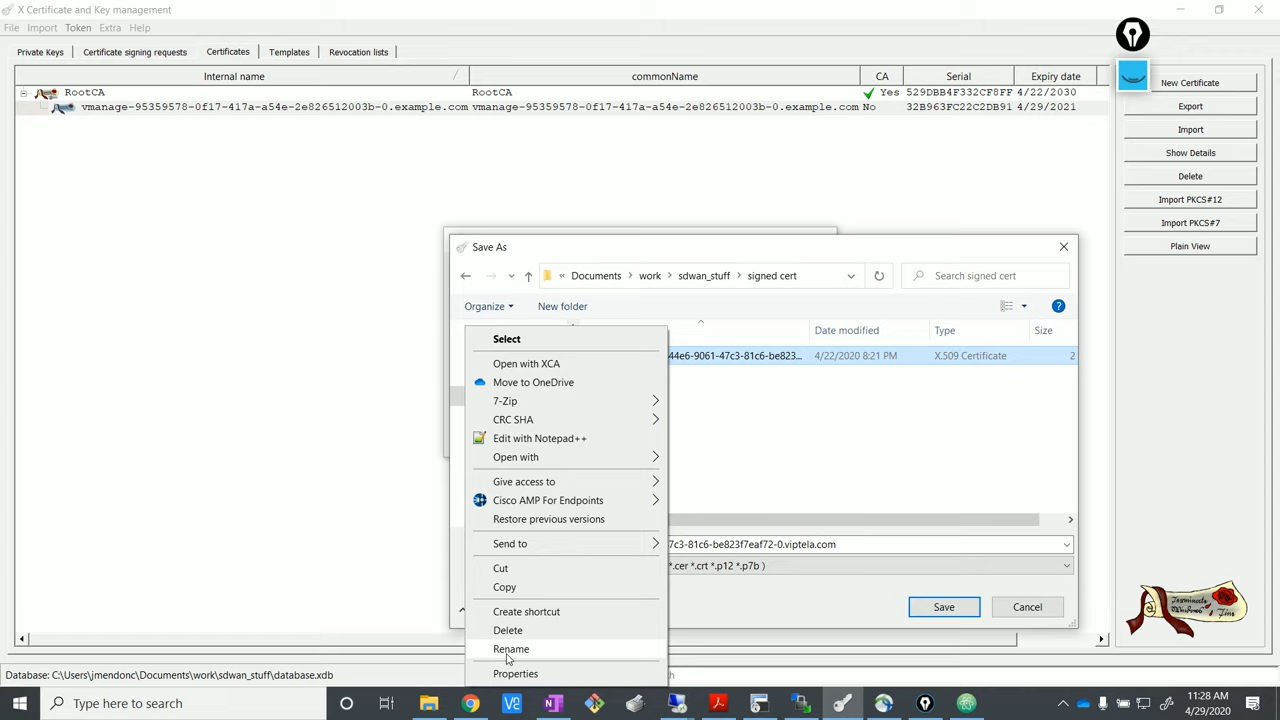 X Certificate and Key management
File Import Token Extra Help
Private Keys Certificate signing requests Certificates Templates Revocation lists
Internal name commonName CA Serial Expiry date
RootCA RootCA Yes 529DBB4F332CF8FF 4/22/2030
vmanage-95359578-0f17-417a-a54e-2e826512003b-0.example.com vmanage-95359578-0f17-417a-a54e-2e826512003b-0.example.com No 32B963FC22C2DB91 4/29/2021
New Certificate
Export
Import
Show Details
Delete
Import PKCS#12
Import PKCS#7
Plain View
Save As
« Documents > work > sdwan_stuff > signed cert
Search signed cert
Organize New folder
Date modified Type Size
44e6-9061-47c3-81c6-be823... 4/22/2020 8:21 PM X.509 Certificate 2
Select
Open with XCA
Move to OneDrive
7-Zip
CRC SHA
Edit with Notepad++
Open with
Give access to
Cisco AMP For Endpoints
Restore previous versions
Send to
Cut
Copy
Create shortcut
Delete
Rename
Properties
7c3-81c6-be823f7eaf72-0.viptela.com
*.cer *.crt *.p12 *.p7b )
Save Cancel
Database: C:\Users\jmendonc\Documents\work\sdwan_stuff\database.xdb
Type here to search
11:28 AM
4/29/2020